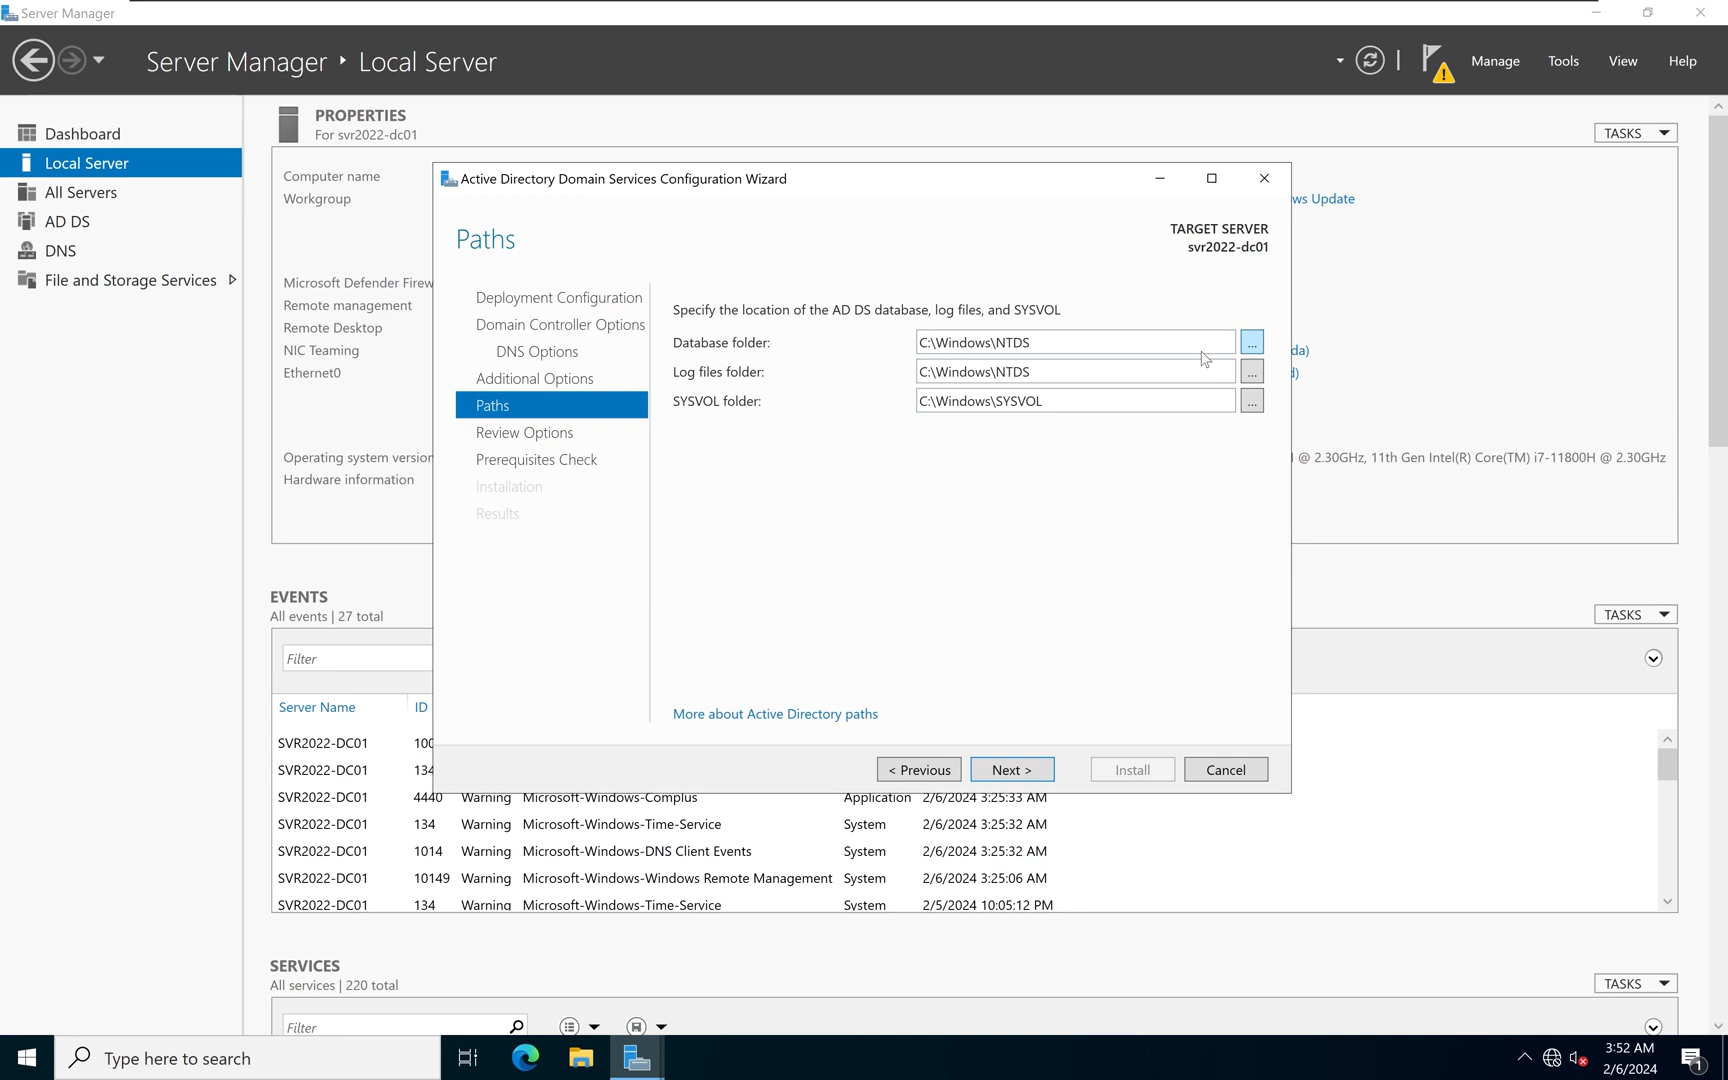 Server Manager
Server Manager ‣ Local Server
Manage Tools View Help
Dashboard
Local Server
All Servers
AD DS
DNS
File and Storage Services
PROPERTIES
For svr2022-dc01
TASKS
Computer name
Workgroup
ws Update
Microsoft Defender Firew
Remote management
Remote Desktop
NIC Teaming
da)
Ethernet0
d)
Operating system version
@ 2.30GHz, 11th Gen Intel(R) Core(TM) i7-11800H @ 2.30GHz
Hardware information
Active Directory Domain Services Configuration Wizard
Paths
TARGET SERVER
svr2022-dc01
Deployment Configuration
Domain Controller Options
DNS Options
Additional Options
Paths
Review Options
Prerequisites Check
Installation
Results
Specify the location of the AD DS database, log files, and SYSVOL
Database folder: C:\Windows\NTDS ...
Log files folder: C:\Windows\NTDS ...
SYSVOL folder: C:\Windows\SYSVOL ...
More about Active Directory paths
< Previous Next > Install Cancel
EVENTS
All events | 27 total
TASKS
Filter
Server Name ID
SVR2022-DC01 100
SVR2022-DC01 134
SVR2022-DC01 4440 Warning Microsoft-Windows-Complus Application 2/6/2024 3:25:33 AM
SVR2022-DC01 134 Warning Microsoft-Windows-Time-Service System 2/6/2024 3:25:32 AM
SVR2022-DC01 1014 Warning Microsoft-Windows-DNS Client Events System 2/6/2024 3:25:32 AM
SVR2022-DC01 10149 Warning Microsoft-Windows-Windows Remote Management System 2/6/2024 3:25:06 AM
SVR2022-DC01 134 Warning Microsoft-Windows-Time-Service System 2/5/2024 10:05:12 PM
SERVICES
All services | 220 total
TASKS
Filter
Type here to search
3:52 AM
2/6/2024
1